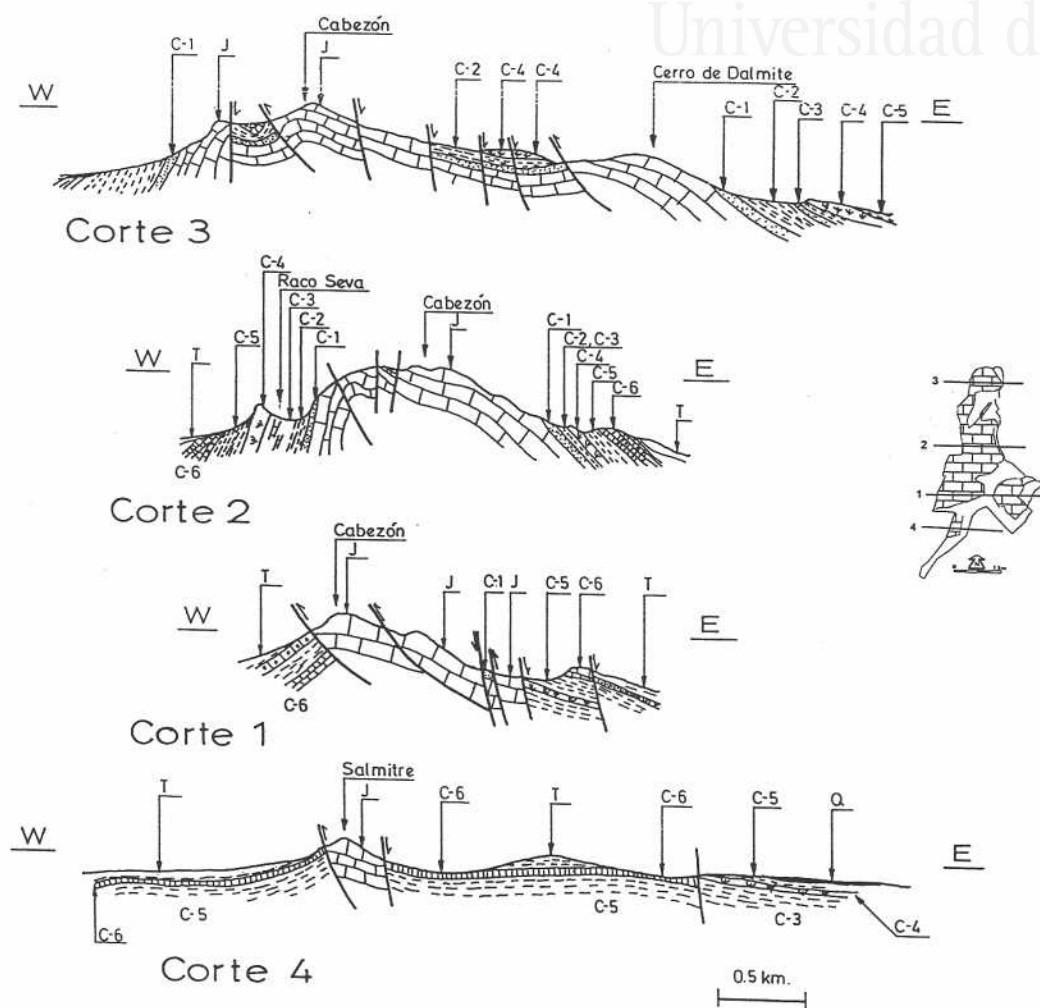 Universidad d
Cabezón
C-1 J J C-2 C-4 C-4 Cerro de Dalmite C-1 C-2 C-3 C-4 C-5
W E
Corte 3
C-4
Raco Seva
C-3
C-2
C-1
C-5
T
Cabezón
J
C-1
C-2, C-3
C-4
C-5
C-6
T
W E
C-6
Corte 2
3
2
1
4
Cabezón
J
T J C-1 J C-5 C-6 T
W E
C-6
Corte 1
Salmitre
T J C-6 T C-6 C-5 Q
W E
C-5 C-5 C-3
C-6 C-4
Corte 4
0.5 km.